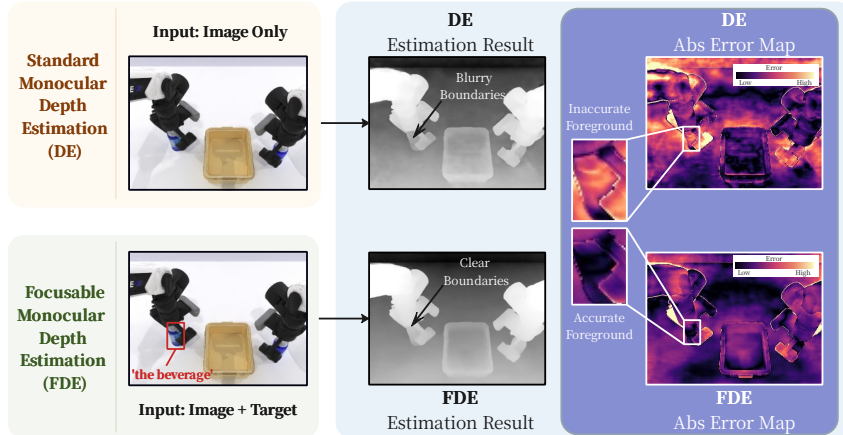 Standard
Monocular
Depth
Estimation
(DE)
Input: Image Only
DE
Estimation Result
Blurry
Boundaries
DE
Abs Error Map
Error
Low High
Inaccurate
Foreground
Focusable
Monocular
Depth
Estimation
(FDE)
'the beverage'
Input: Image + Target
Clear
Boundaries
FDE
Estimation Result
Accurate
Foreground
Error
Low High
FDE
Abs Error Map